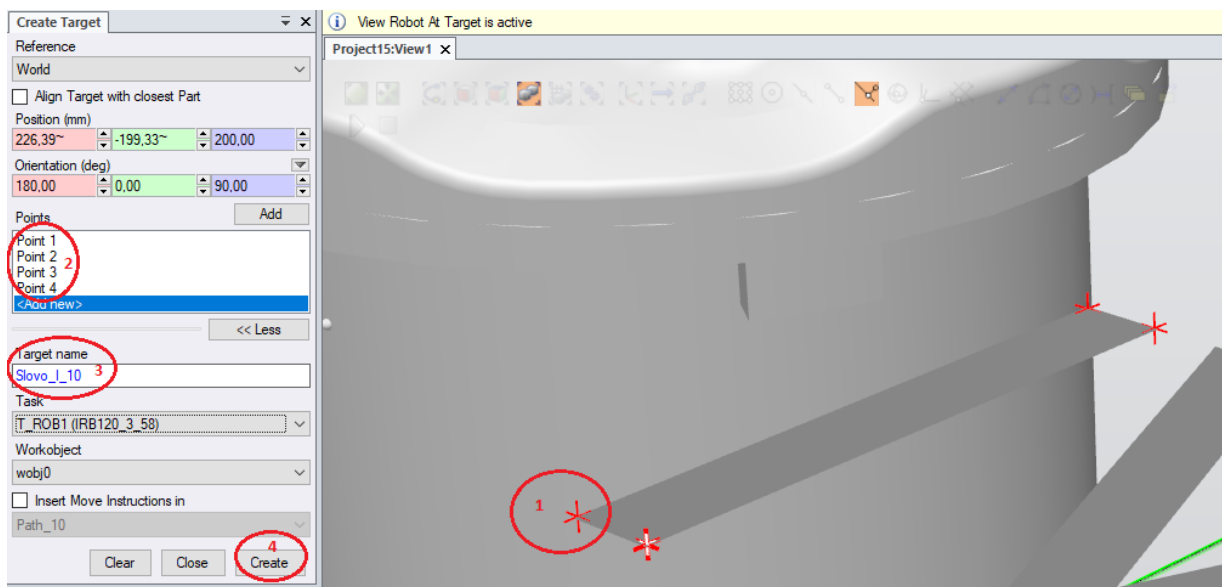 Create Target
Reference
World
Align Target with closest Part
Position (mm)
226,39~ -199,33~ 200,00
Orientation (deg)
180,00 0,00 90,00
Points Add
Point 1
Point 2
Point 3
Point 4
<Add new>
2
<< Less
Target name
Slovo_I_10
3
Task
T_ROB1 (IRB120_3_58)
Workobject
wobj0
Insert Move Instructions in
Path_10
4
Clear Close Create
View Robot At Target is active
Project15:View1
1